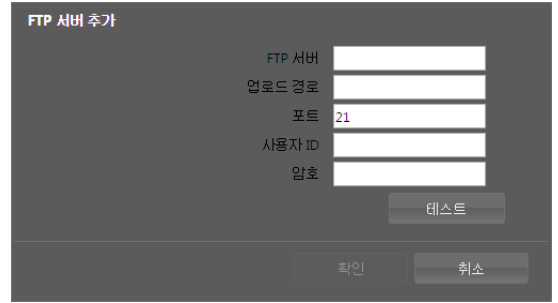 FTP 서버 추가
FTP 서버
업로드 경로
포트 21
사용자 ID
암호
테스트
확인 취소